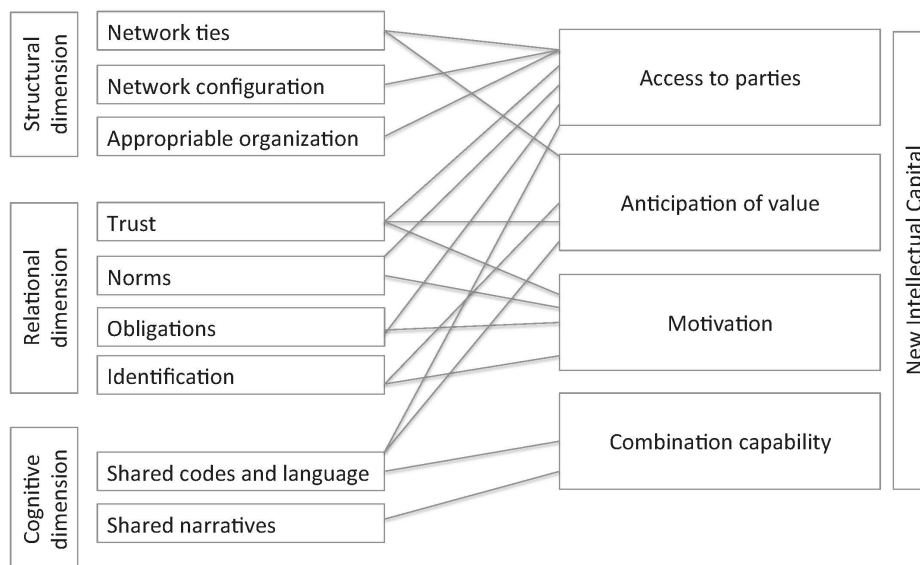 Structural
dimension
Network ties
Network configuration
Appropriable organization
Relational
dimension
Trust
Norms
Obligations
Identification
Cognitive
dimension
Shared codes and language
Shared narratives
Access to parties
Anticipation of value
Motivation
Combination capability
New Intellectual Capital